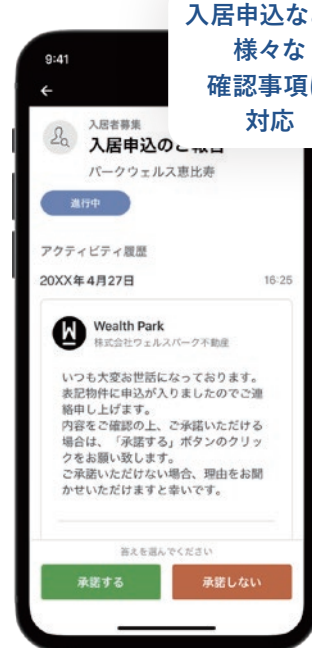 入居申込な
様々な
確認事項
対応
9:41
入居者募集
入居申込のご報告
パークウェルス恵比寿
進行中
アクティビティ履歴
20XX年4月27日 16:25
Wealth Park
株式会社ウェルスパーク不動産
いつも大変お世話になっております。
表記物件に申込が入りましたのでご連
絡申し上げます。
内容をご確認の上、ご承諾いただける
場合は、「承諾する」ボタンのクリッ
クをお願い致します。
ご承諾いただけない場合、理由をお聞
かせいただけますと幸いです。
答えを選んでください
承諾する 承諾しない